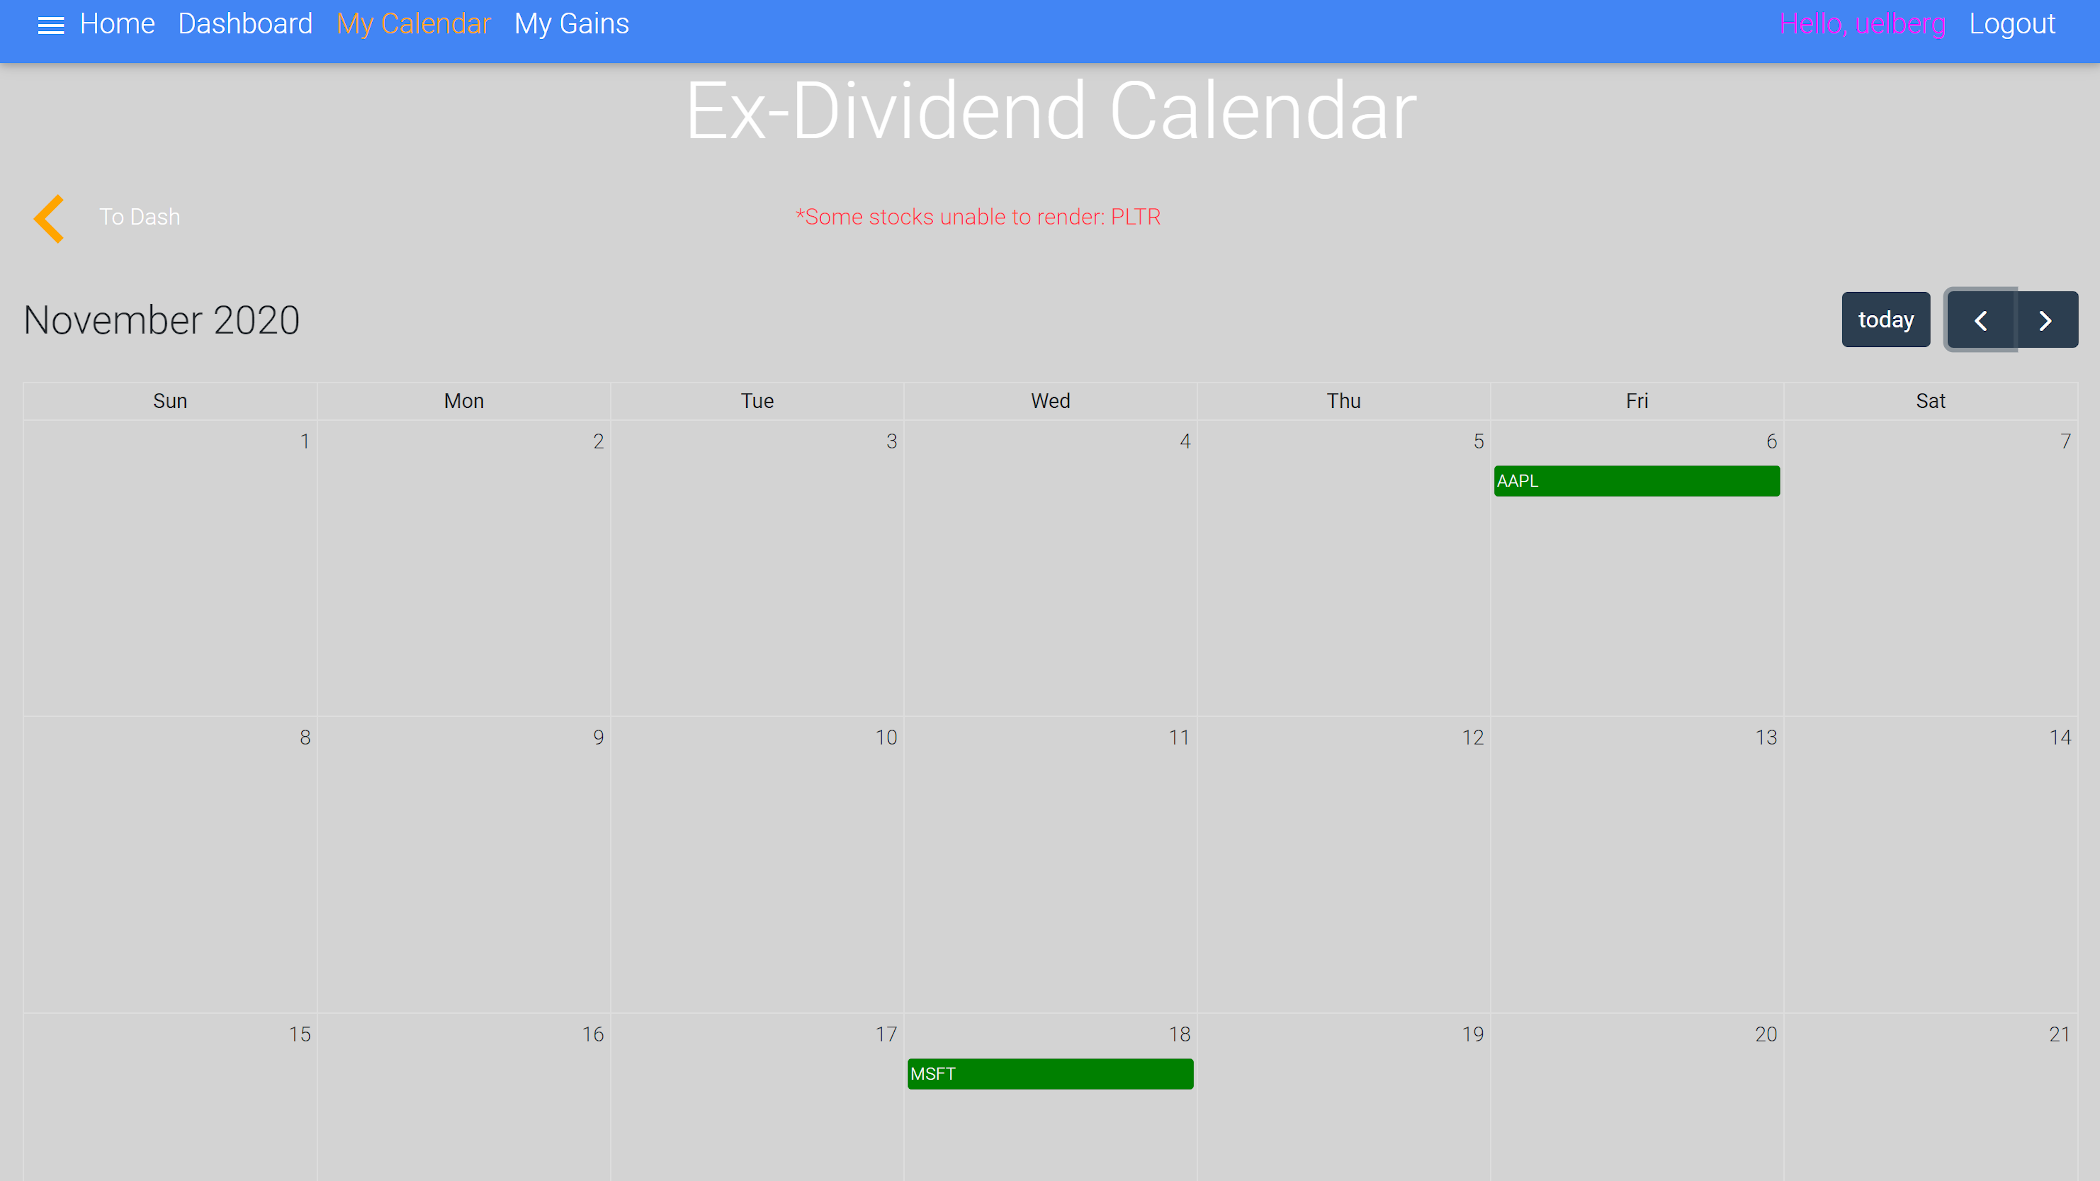 Home Dashboard My Calendar My Gains Hello, uelberg Logout
Ex-Dividend Calendar
To Dash *Some stocks unable to render: PLTR
November 2020 today
Sun Mon Tue Wed Thu Fri Sat
1 2 3 4 5 6 7
AAPL
8 9 10 11 12 13 14
15 16 17 18 19 20 21
MSFT